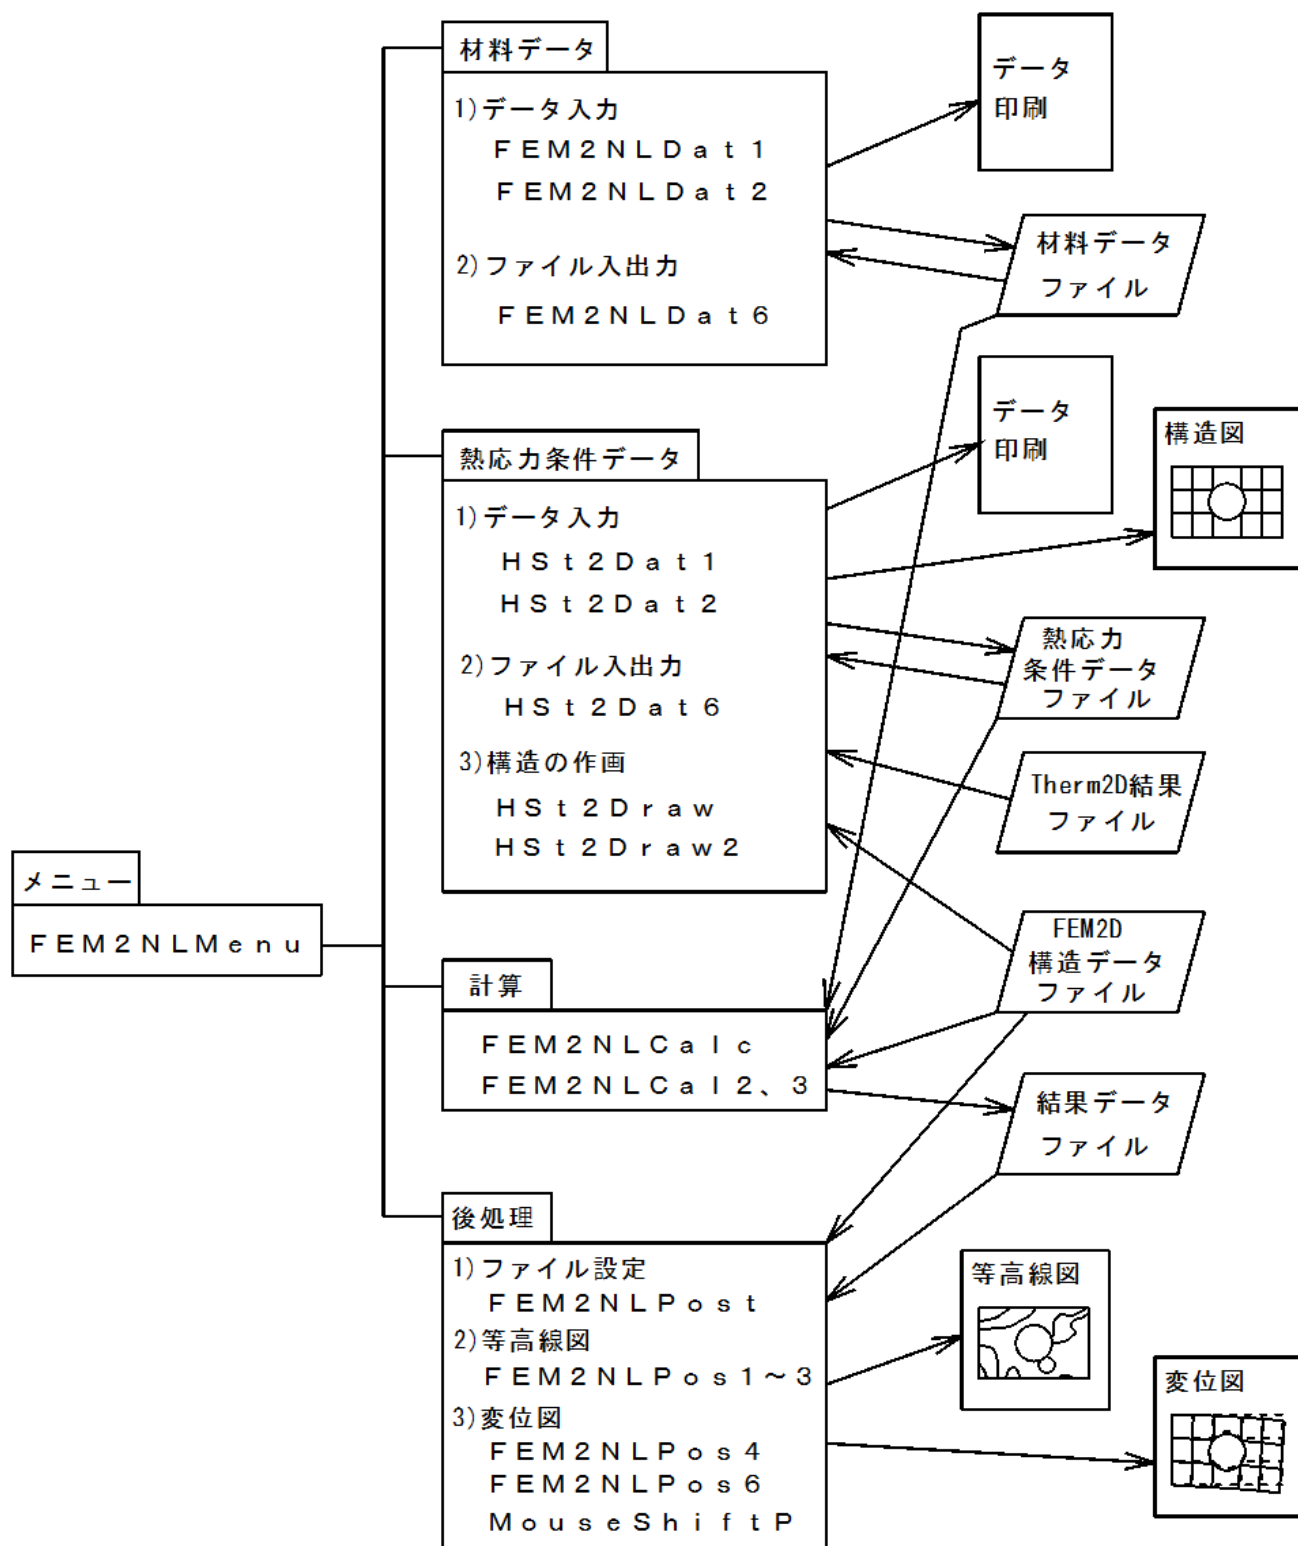 材料データ
1)データ入力
ＦＥＭ２ＮＬＤａｔ１
ＦＥＭ２ＮＬＤａｔ２
2)ファイル入出力
ＦＥＭ２ＮＬＤａｔ６
データ
印刷
材料データ
ファイル
熱応力条件データ
1)データ入力
ＨＳｔ２Ｄａｔ１
ＨＳｔ２Ｄａｔ２
2)ファイル入出力
ＨＳｔ２Ｄａｔ６
3)構造の作画
ＨＳｔ２Ｄｒａｗ
ＨＳｔ２Ｄｒａｗ２
データ
印刷
構造図
熱応力
条件データ
ファイル
Therm2D結果
ファイル
メニュー
ＦＥＭ２ＮＬＭｅｎｕ
FEM2D
構造データ
ファイル
計算
ＦＥＭ２ＮＬＣａｌｃ
ＦＥＭ２ＮＬＣａｌ２、３
結果データ
ファイル
後処理
1)ファイル設定
ＦＥＭ２ＮＬＰｏｓｔ
2)等高線図
ＦＥＭ２ＮＬＰｏｓ１～３
3)変位図
ＦＥＭ２ＮＬＰｏｓ４
ＦＥＭ２ＮＬＰｏｓ６
ＭｏｕｓｅＳｈｉｆｔＰ
等高線図
変位図